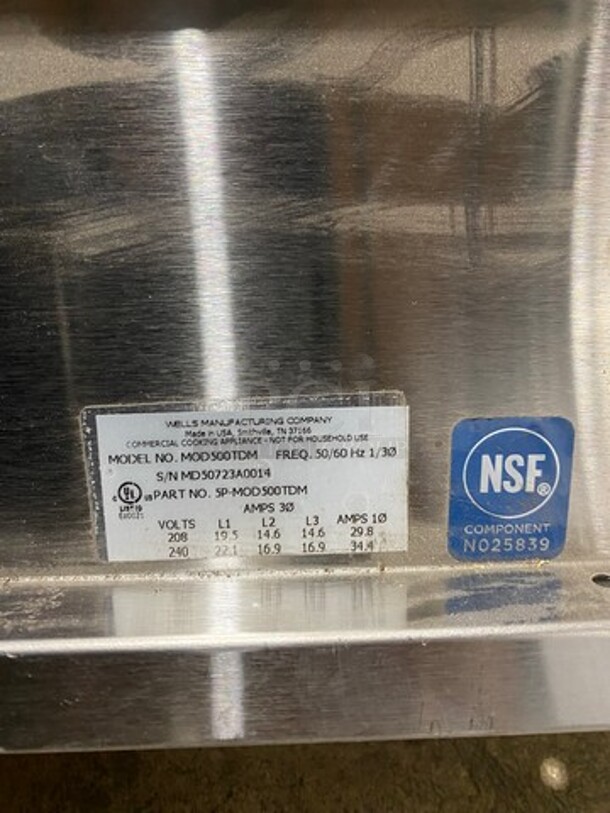 WELLS MANUFACTURING COMPANY
Made in USA, Smithville, TN 37166
COMMERCIAL COOKING APPLIANCE - NOT FOR HOUSEHOLD USE
MODEL NO. MOD500TDM FREQ. 50/60 Hz 1/3Ø
S/N MD50723A0014
PART NO. 5P-MOD500TDM
C UL US
LISTED
AMPS 3Ø
VOLTS L1 L2 L3 AMPS 1Ø
208 19.5 14.6 14.6 29.8
240 22.1 16.9 16.9 34.4
NSF®
COMPONENT
N025839